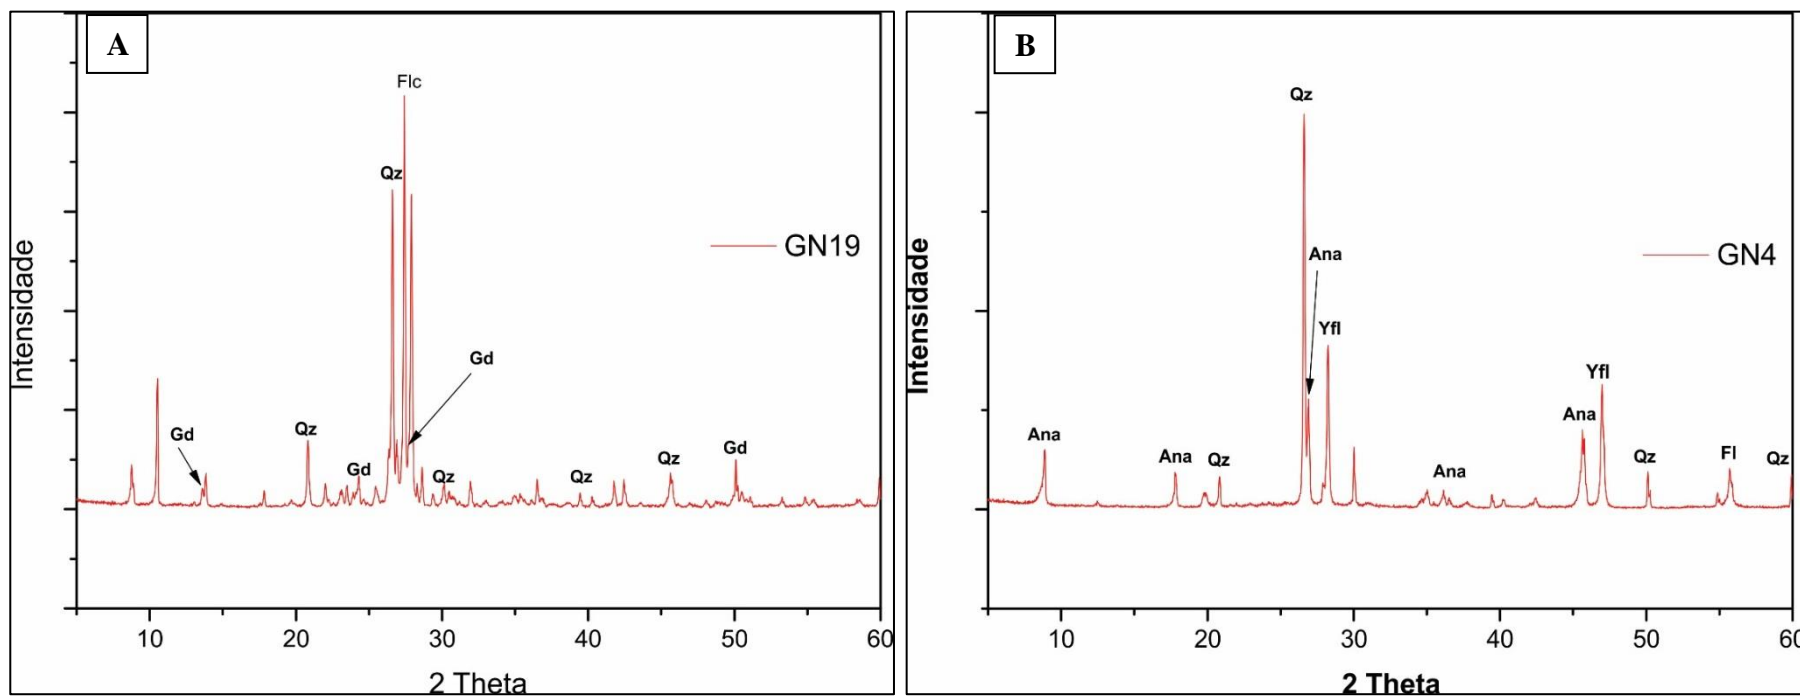 A
Flc
Qz
Intensidade
GN19
Gd
Gd
Qz
Gd
Qz
Qz
Qz
Gd
10 20 30 40 50 60
2 Theta
B
Qz
Intensidade
Ana
GN4
Yfl
Yfl
Ana
Ana
Ana
Qz
Ana
Qz
Fl
Qz
10 20 30 40 50 60
2 Theta